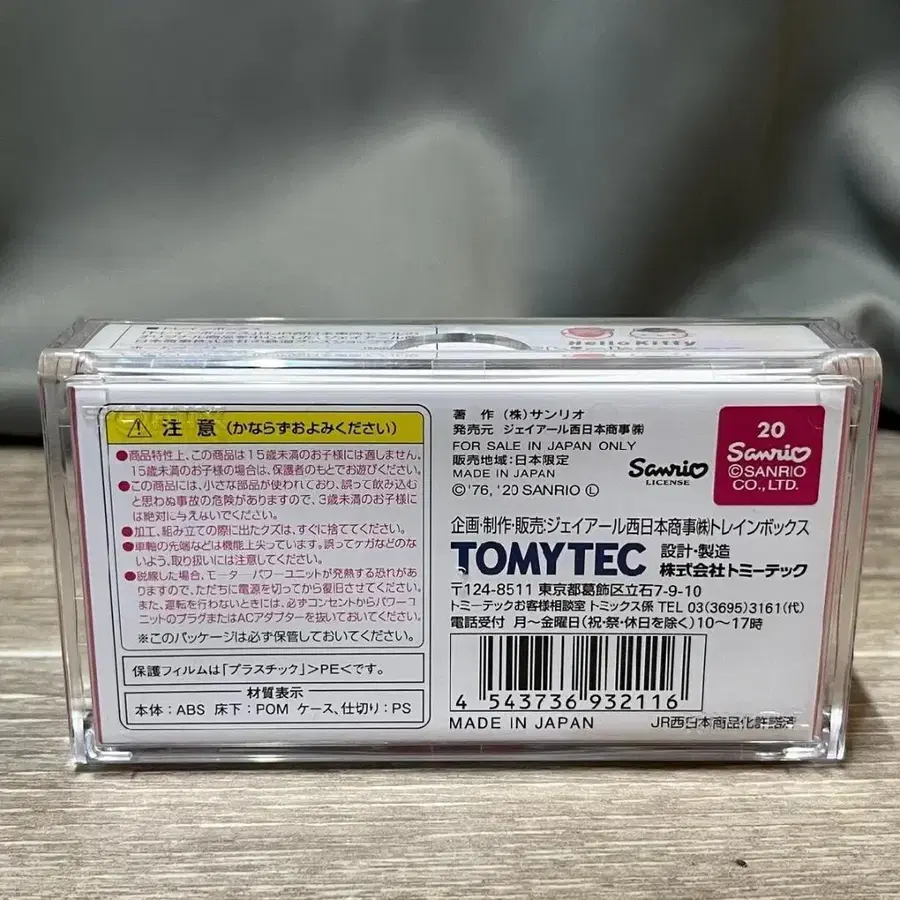 ■トレインボックス
Hello Kitty
注意 (かならずおよみください)
●商品特性上、この商品は15歳未満のお子様には適しません。
15歳未満のお子様の場合は、保護者のもとでお遊びください。
●この商品には、小さな部品が使われており、誤って飲み込む
と思わぬ事故の危険がありますので、3歳未満のお子様に
は絶対に与えないでください。
●加工、組み立ての際に出たクズは、すぐに捨ててください。
●車軸の先端などは機能上尖っています。誤ってケガなどのな
いよう、取り扱いには注意してください。
●脱線した場合、モーター・パワーユニットが発熱する恐れがあり
ますので、ただちに電源を切ってから復旧させてください。
また、運転を行わないときには、必ずコンセントからパワーユ
ニットのプラグまたはACアダプターを抜いておいてください。
※このパッケージは必ず保管しておいてください。
保護フィルムは「プラスチック」>PE<です。
材質表示
本体：ABS 床下：POM ケース、仕切り：PS
著 作 (株)サンリオ
発売元 ジェイアール西日本商事㈱
FOR SALE IN JAPAN ONLY
販売地域:日本限定
MADE IN JAPAN
©'76, '20 SANRIO Ⓛ
Sanrio
LICENSE
20
Sanrio
©SANRIO
CO., LTD.
企画・制作・販売:ジェイアール西日本商事㈱トレインボックス
TOMYTEC 設計・製造
株式会社トミーテック
〒124-8511 東京都葛飾区立石7-9-10
トミーテックお客様相談室 トミックス係 TEL 03(3695)3161(代)
電話受付 月〜金曜日(祝・祭・休日を除く)10〜17時
4 543736 932116
MADE IN JAPAN
JR西日本商品化許諾済